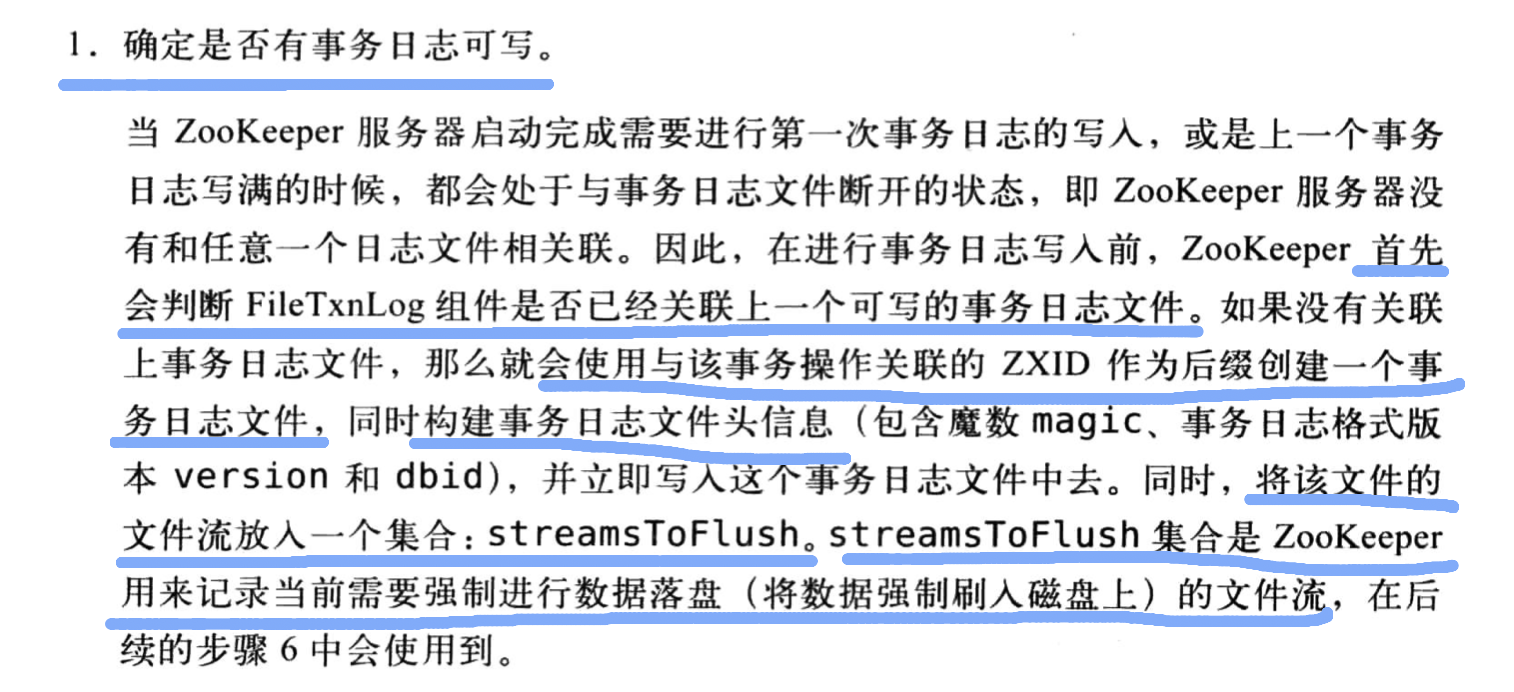 1. 确定是否有事务日志可写。
当 ZooKeeper 服务器启动完成需要进行第一次事务日志的写入，或是上一个事务
日志写满的时候，都会处于与事务日志文件断开的状态，即 ZooKeeper 服务器没
有和任意一个日志文件相关联。因此，在进行事务日志写入前，ZooKeeper 首先
会判断 FileTxnLog 组件是否已经关联上一个可写的事务日志文件。如果没有关联
上事务日志文件，那么就会使用与该事务操作关联的 ZXID 作为后缀创建一个事
务日志文件，同时构建事务日志文件头信息（包含魔数 magic、事务日志格式版
本 version 和 dbid），并立即写入这个事务日志文件中去。同时，将该文件的
文件流放入一个集合：streamsToFlush。streamsToFlush 集合是 ZooKeeper
用来记录当前需要强制进行数据落盘（将数据强制刷入磁盘上）的文件流，在后
续的步骤 6 中会使用到。